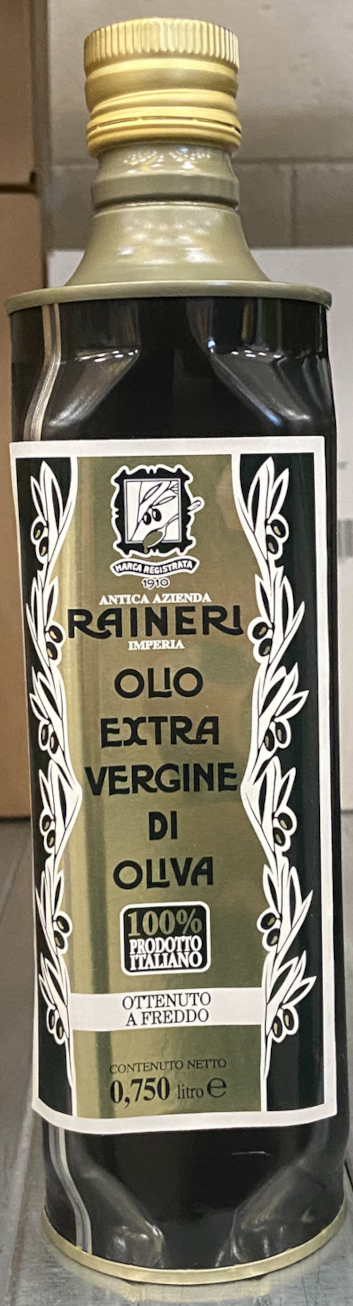 MARCA REGISTRATA
1910
ANTICA AZIENDA
RAINERI
IMPERIA
OLIO
EXTRA
VERGINE
DI
OLIVA
100%
PRODOTTO
ITALIANO
OTTENUTO
A FREDDO
CONTENUTO NETTO
0,750 litro ℮